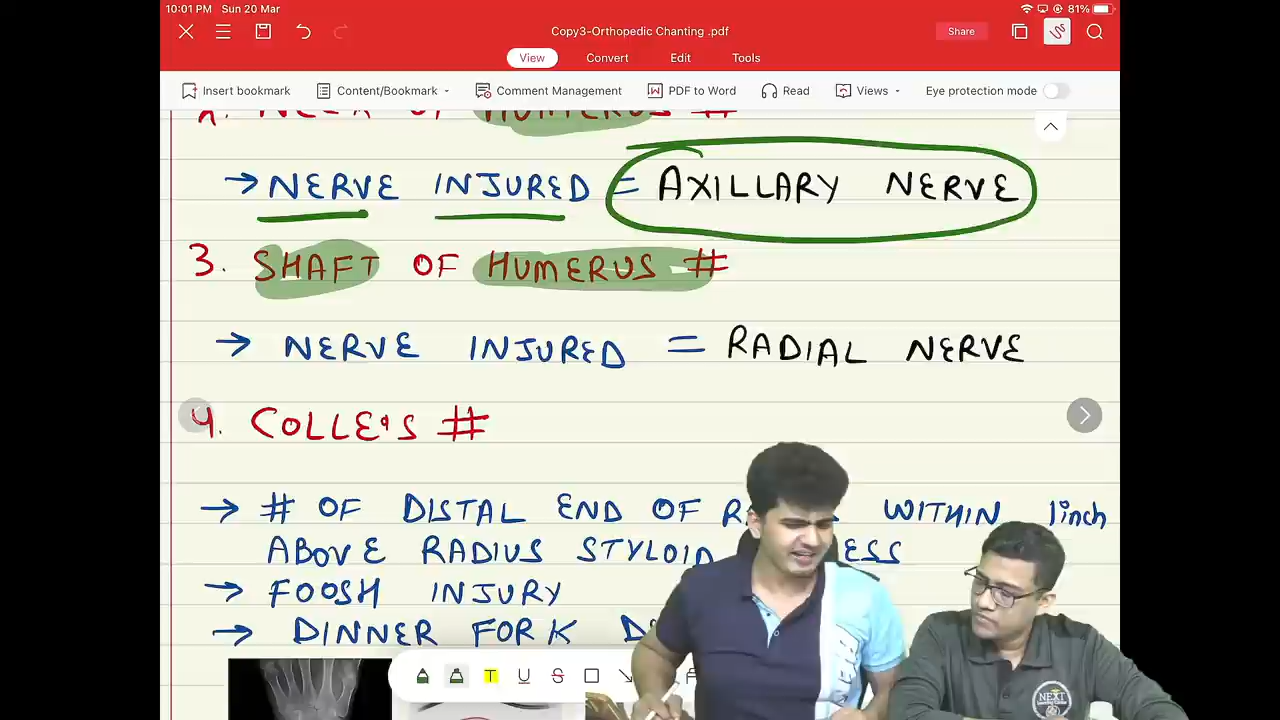 10:01 PM Sun 20 Mar 81%
Copy3-Orthopedic Chanting .pdf
Share
View Convert Edit Tools
Insert bookmark Content/Bookmark Comment Management PDF to Word Read Views Eye protection mode
OF HUMERUS #
→ NERVE INJURED = AXILLARY NERVE
3. SHAFT OF HUMERUS #
→ NERVE INJURED = RADIAL NERVE
4. COLLE'S #
→ # OF DISTAL END OF WITHIN 1inch
ABOVE RADIUS STYLOID
→ FOOSH INJURY
→ DINNER FORK
T U S
NEXT